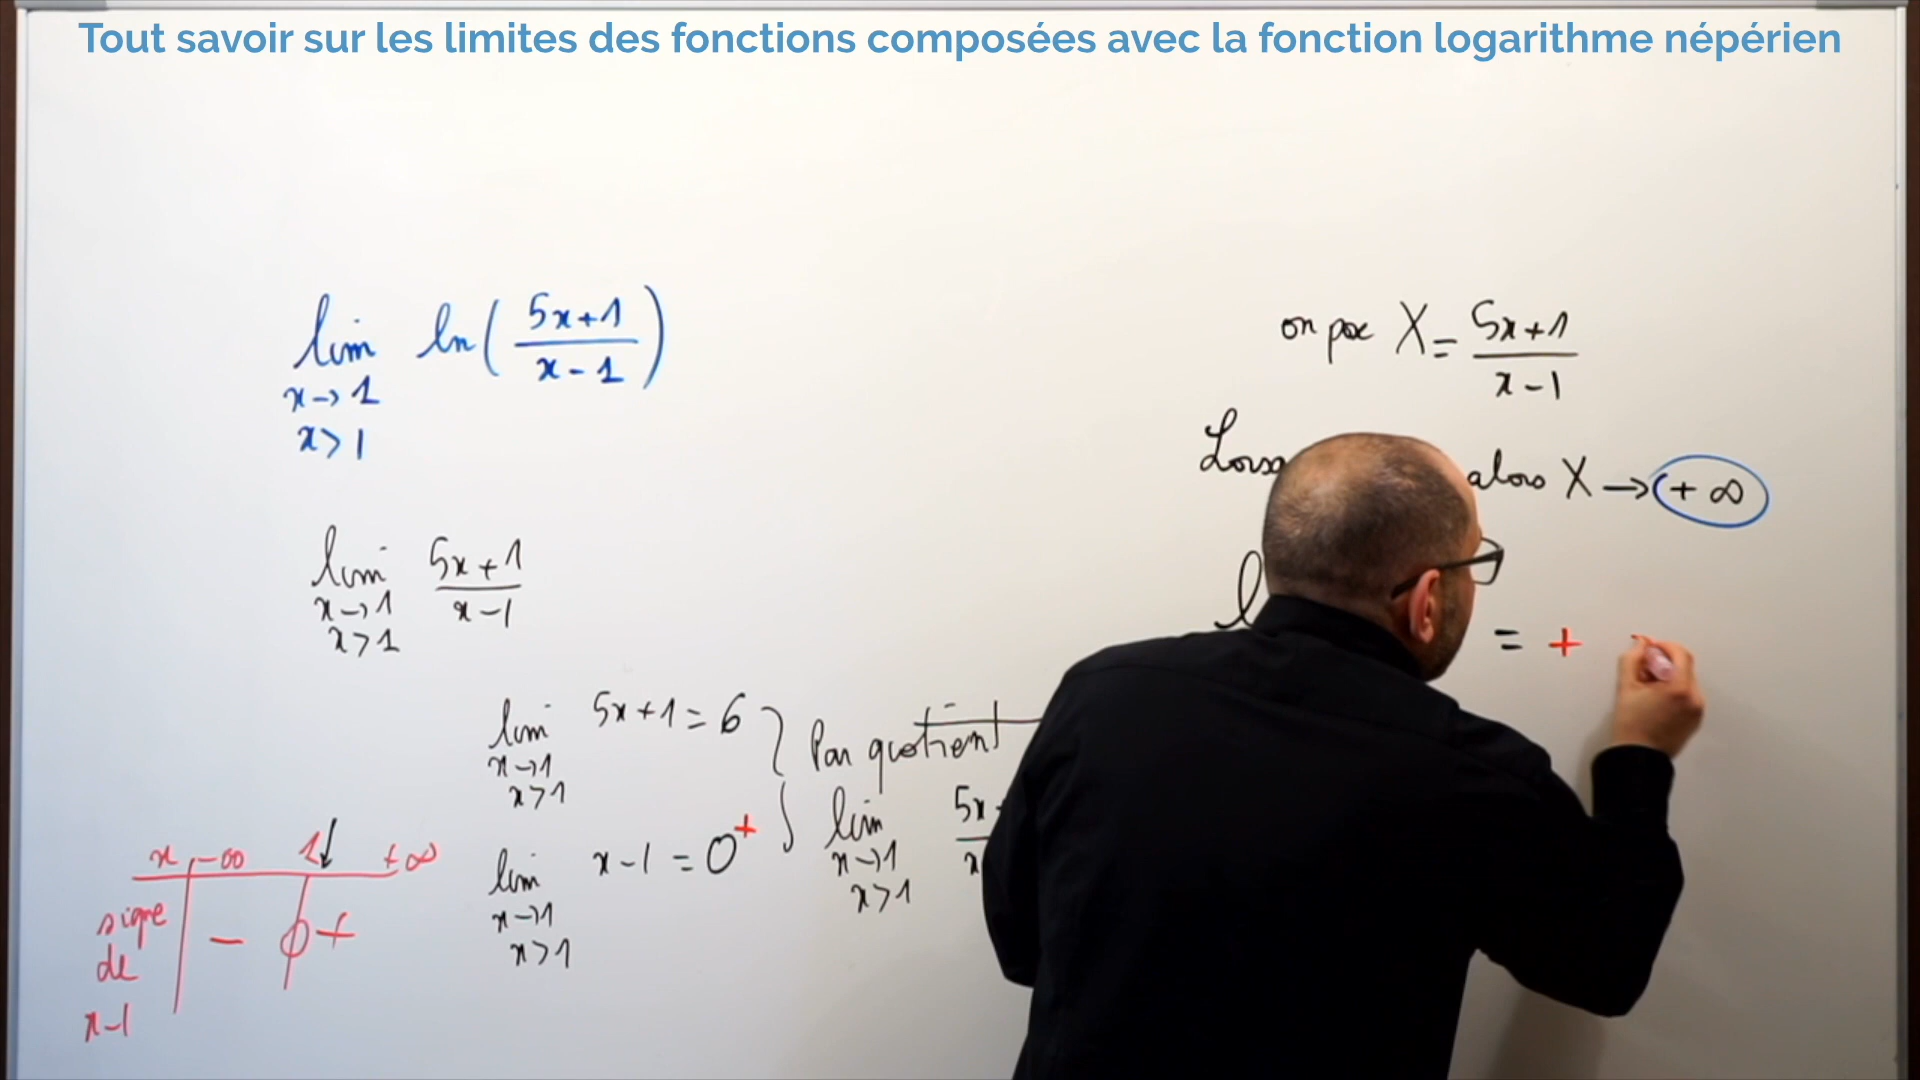 Tout savoir sur les limites des fonctions composées avec la fonction logarithme népérien
lim ln( 5x+1 / x-1 )
x→1
x>1
lim 5x+1 / x-1
x→1
x>1
lim 5x+1 = 6
x→1
x>1
lim x-1 = 0+
x→1
x>1
Par quotient
lim 5x
x→1
x>1
x -∞ 1 +∞
signe - 0 +
de
x-1
on pose X = 5x+1 / x-1
alors X → +∞
= +